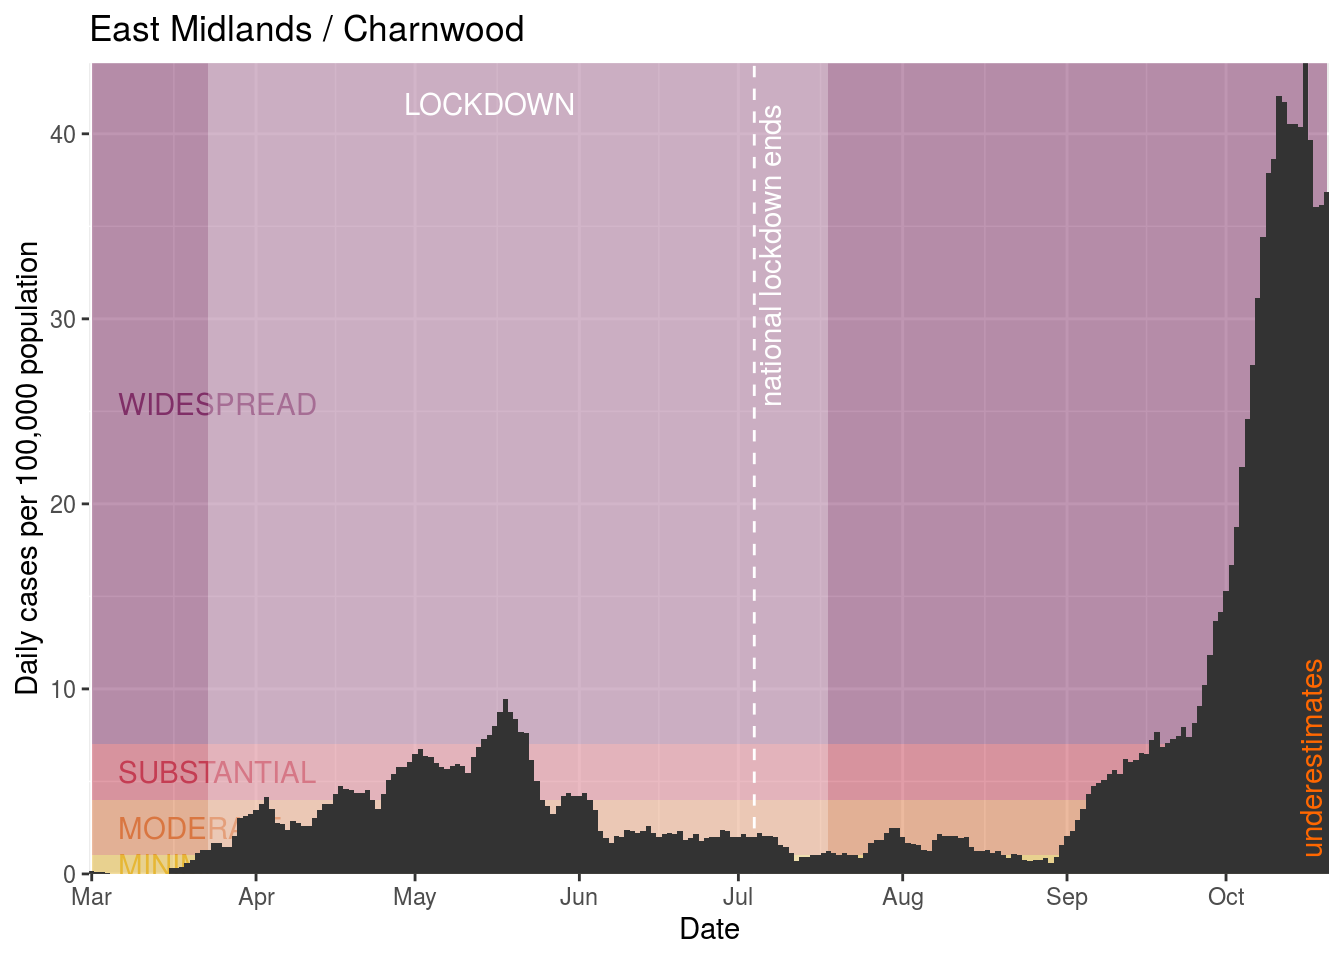 East Midlands / Charnwood
LOCKDOWN
national lockdown ends
WIDESPREAD
SUBSTANTIAL
underestimates
Daily cases per 100,000 population
40
30
20
10
0
Mar
Apr
May
Jun
Jul
Aug
Sep
Oct
Date